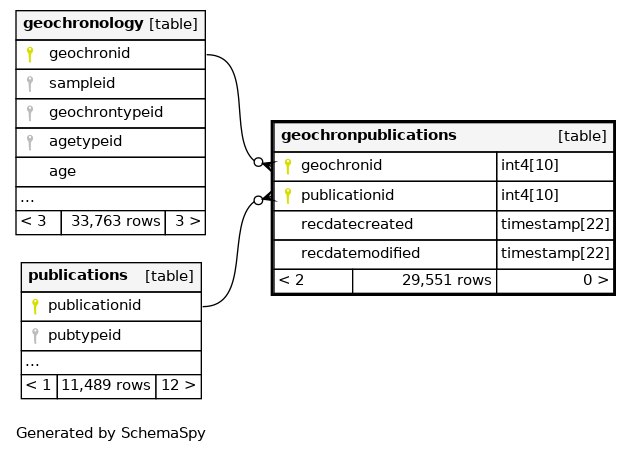 geochronology [table]
geochronid
sampleid
geochrontypeid
agetypeid
age
...
< 3 33,763 rows 3 >
geochronpublications [table]
geochronid int4[10]
publicationid int4[10]
recdatecreated timestamp[22]
recdatemodified timestamp[22]
< 2 29,551 rows 0 >
publications [table]
publicationid
pubtypeid
...
< 1 11,489 rows 12 >
Generated by SchemaSpy